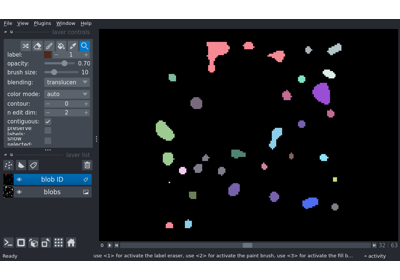 File View Plugins Window Help
layer controls
label: 1
opacity: 0.70
brush size: 10
blending: translucen
color mode: auto
contour: 0
n edit dim: 2
contiguous:
preserve labels:
show selected:
layer list
blob ID
blobs
0 32 63
Ready use <1> for activate the label eraser, use <2> for activate the paint brush, use <3> for activate the fill b... activity